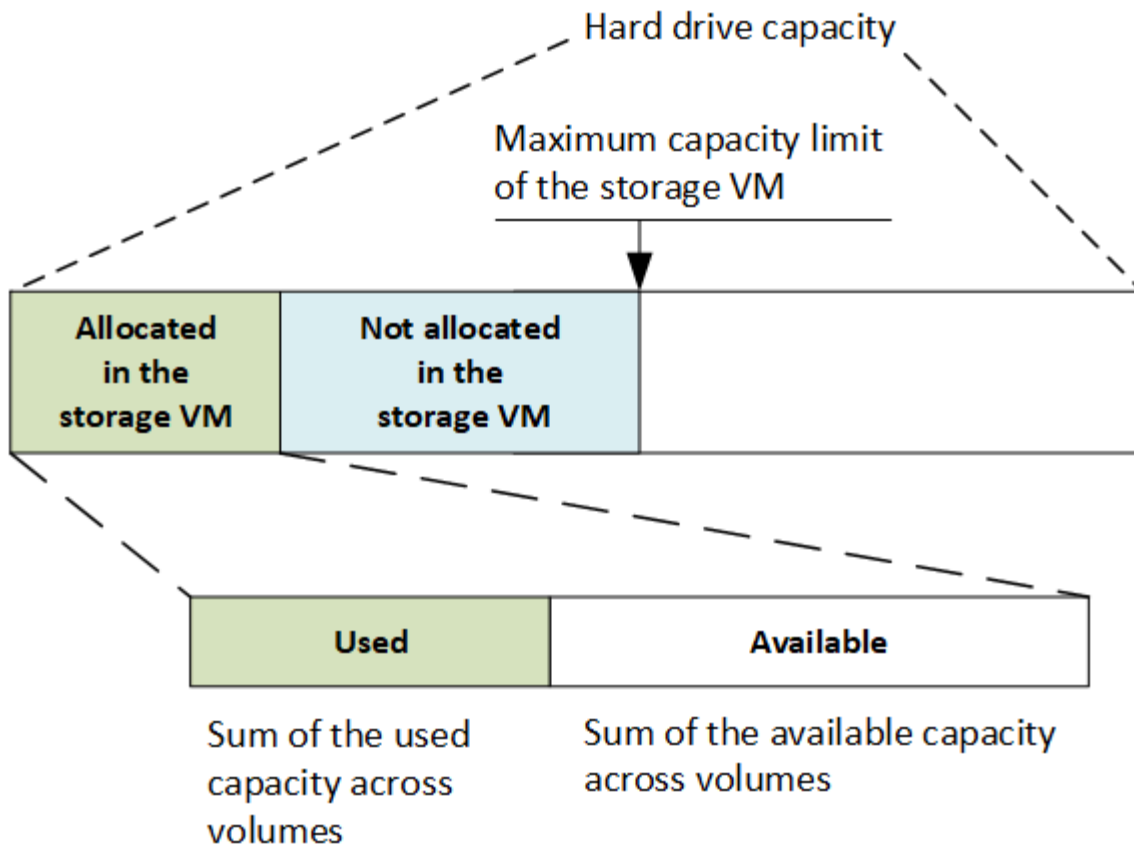 Hard drive capacity
Maximum capacity limit
of the storage VM
Allocated
in the
storage VM
Not allocated
in the
storage VM
Used
Available
Sum of the used
capacity across
volumes
Sum of the available capacity
across volumes